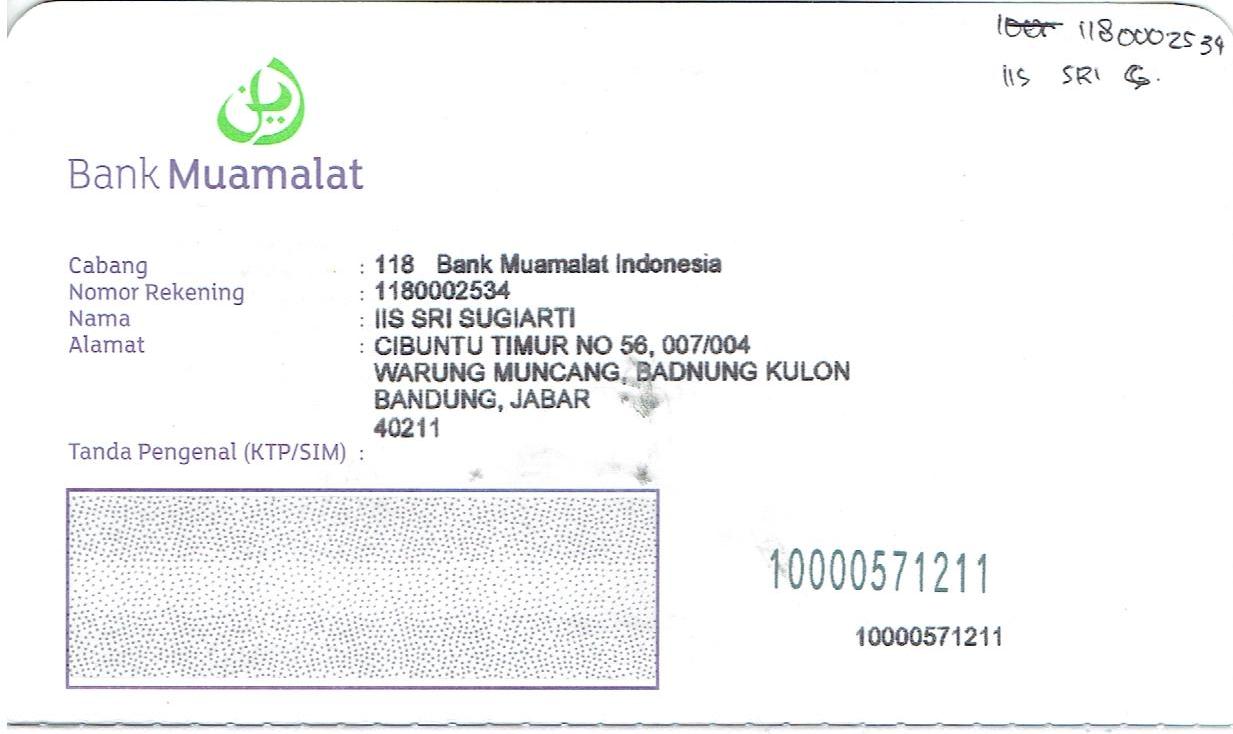 1180002534
IIS SRI S.
Bank Muamalat
Cabang : 118 Bank Muamalat Indonesia
Nomor Rekening : 1180002534
Nama : IIS SRI SUGIARTI
Alamat : CIBUNTU TIMUR NO 56, 007/004
WARUNG MUNCANG, BADNUNG KULON
BANDUNG, JABAR
40211
Tanda Pengenal (KTP/SIM) :
10000571211
10000571211